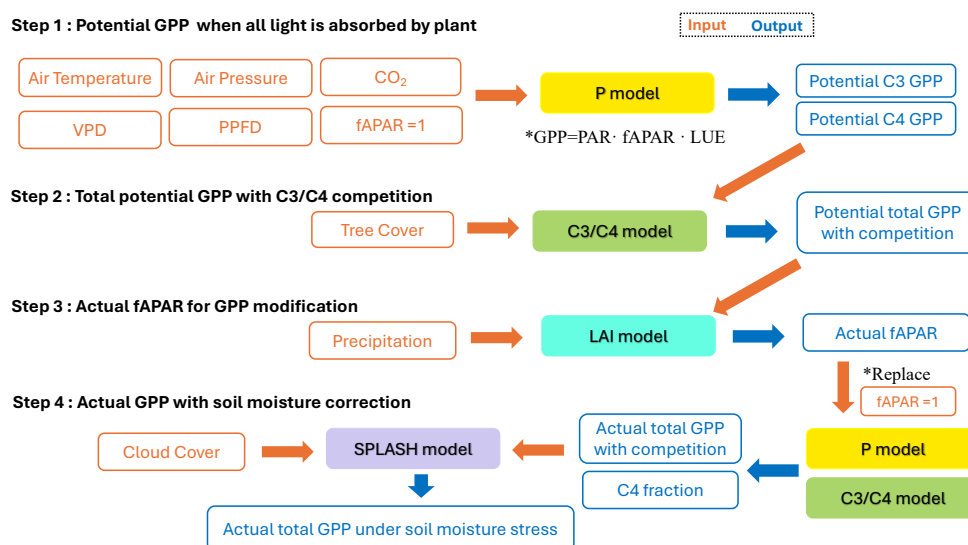 Step 1 : Potential GPP when all light is absorbed by plant
Input Output
Air Temperature
Air Pressure
CO₂
VPD
PPFD
fAPAR =1
P model
*GPP=PAR· fAPAR · LUE
Potential C3 GPP
Potential C4 GPP
Step 2 : Total potential GPP with C3/C4 competition
Tree Cover
C3/C4 model
Potential total GPP
with competition
Step 3 : Actual fAPAR for GPP modification
Precipitation
LAI model
Actual fAPAR
*Replace
fAPAR =1
Step 4 : Actual GPP with soil moisture correction
Cloud Cover
SPLASH model
Actual total GPP
with competition
C4 fraction
P model
C3/C4 model
Actual total GPP under soil moisture stress